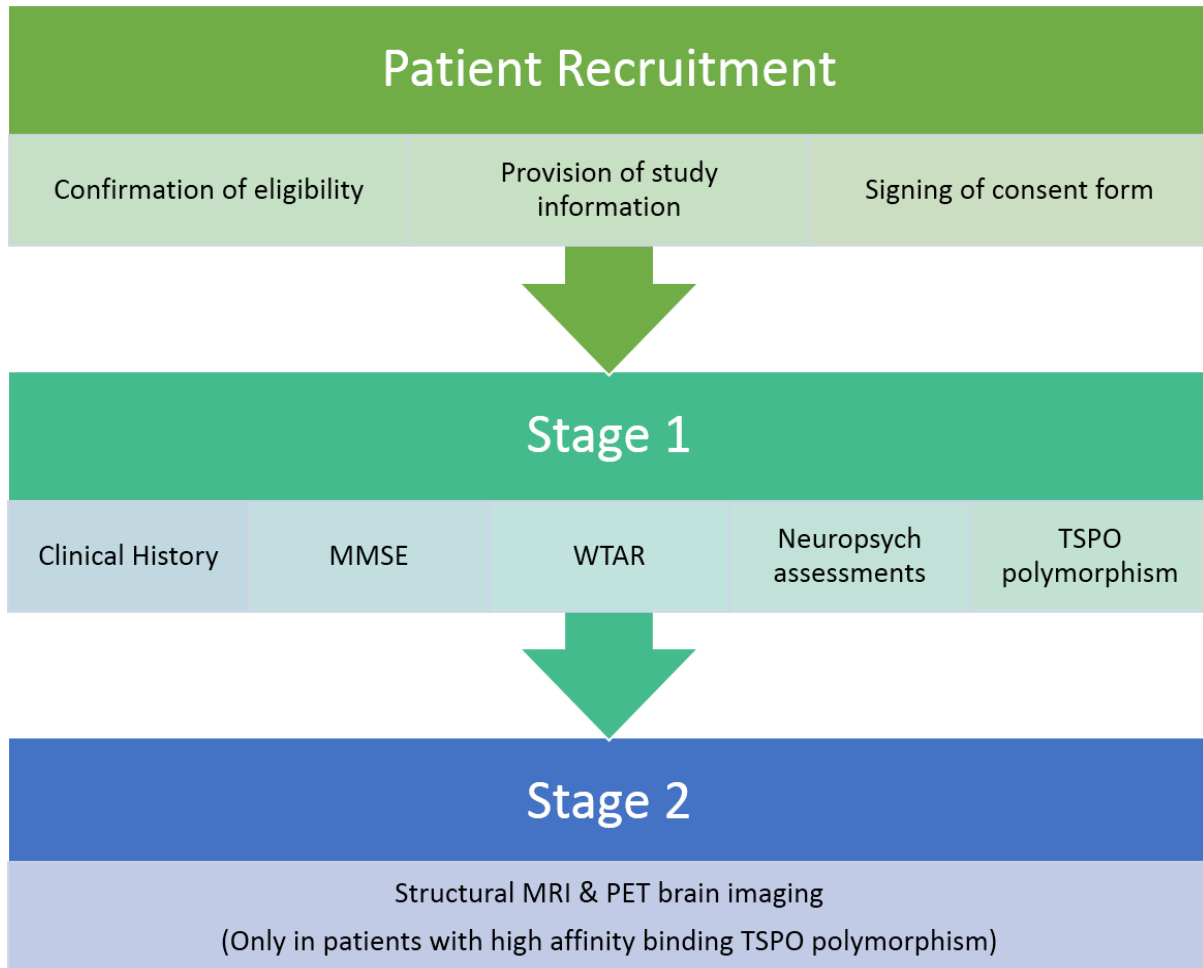 Patient Recruitment
Confirmation of eligibility
Provision of study
information
Signing of consent form
Stage 1
Clinical History
MMSE
WTAR
Neuropsych
assessments
TSPO
polymorphism
Stage 2
Structural MRI & PET brain imaging
(Only in patients with high affinity binding TSPO polymorphism)